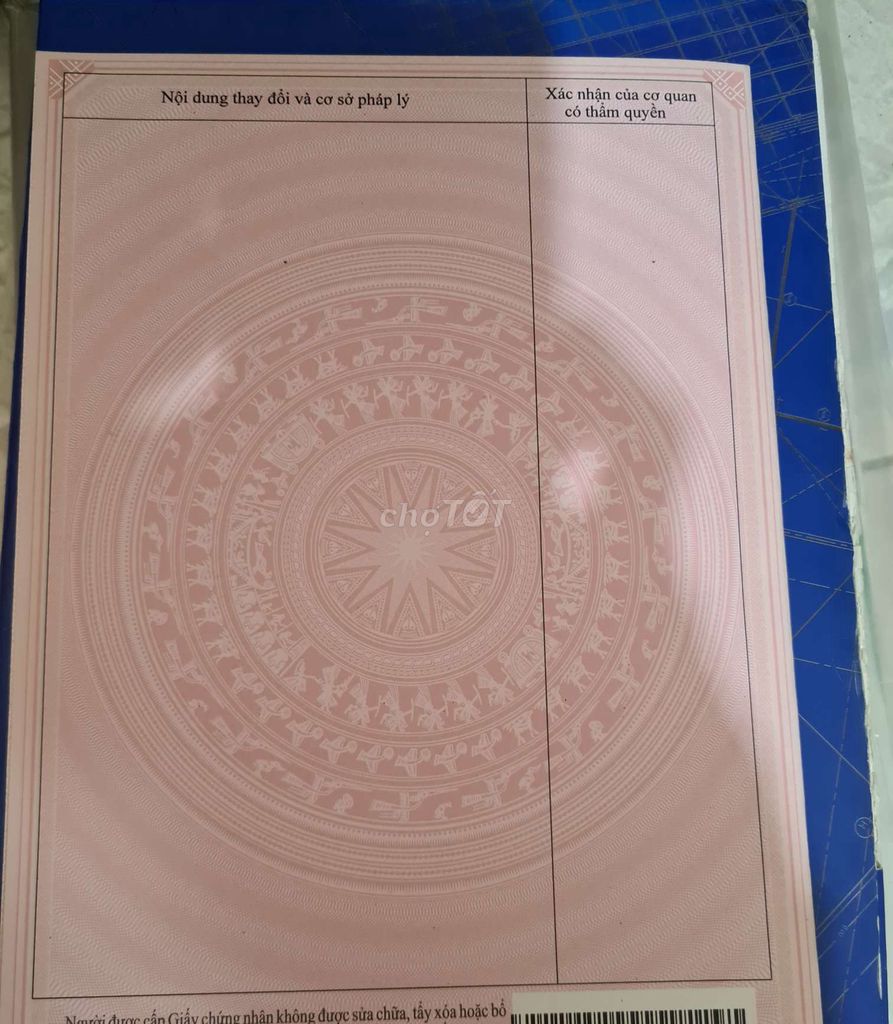 Nội dung thay đổi và cơ sở pháp lý
Xác nhận của cơ quan
có thẩm quyền
chợTỐT
Người được cấp Giấy chứng nhận không được sửa chữa, tẩy xóa hoặc bổ